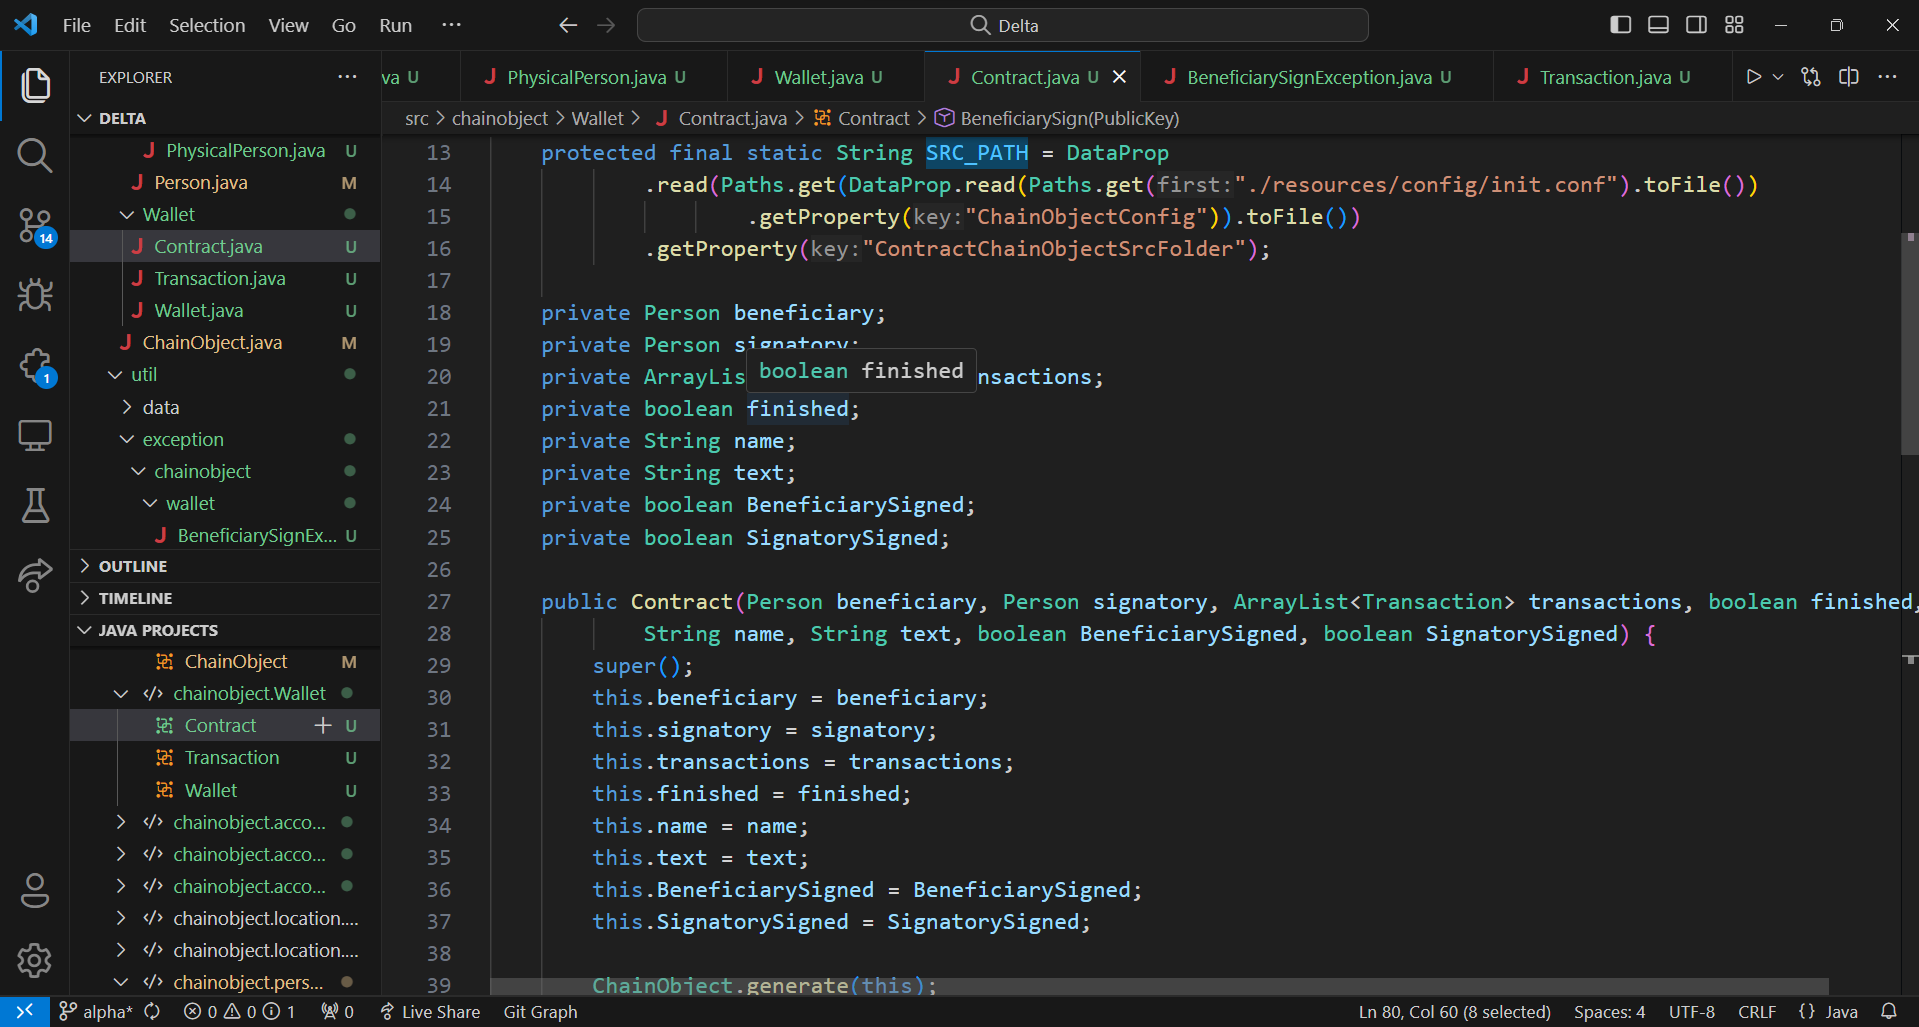 File Edit Selection View Go Run ··· Delta
EXPLORER ···
va U PhysicalPerson.java U Wallet.java U Contract.java U BeneficiarySignException.java U Transaction.java U
DELTA
src > chainobject > Wallet > Contract.java > Contract > BeneficiarySign(PublicKey)
PhysicalPerson.java U
Person.java M
Wallet
Contract.java U
Transaction.java U
Wallet.java U
ChainObject.java M
util
data
exception
chainobject
wallet
BeneficiarySignEx... U
OUTLINE
TIMELINE
JAVA PROJECTS
ChainObject M
chainobject.Wallet
Contract U
Transaction U
Wallet U
chainobject.acco...
chainobject.acco...
chainobject.acco...
chainobject.location....
chainobject.location....
chainobject.pers...
14
1
13 protected final static String SRC_PATH = DataProp
14 .read(Paths.get(DataProp.read(Paths.get(first:"./resources/config/init.conf").toFile())
15 .getProperty(key:"ChainObjectConfig")).toFile())
16 .getProperty(key:"ContractChainObjectSrcFolder");
17
18 private Person beneficiary;
19 private Person signatory;
20 private ArrayLis nsactions;
boolean finished
21 private boolean finished;
22 private String name;
23 private String text;
24 private boolean BeneficiarySigned;
25 private boolean SignatorySigned;
26
27 public Contract(Person beneficiary, Person signatory, ArrayList<Transaction> transactions, boolean finished,
28 String name, String text, boolean BeneficiarySigned, boolean SignatorySigned) {
29 super();
30 this.beneficiary = beneficiary;
31 this.signatory = signatory;
32 this.transactions = transactions;
33 this.finished = finished;
34 this.name = name;
35 this.text = text;
36 this.BeneficiarySigned = BeneficiarySigned;
37 this.SignatorySigned = SignatorySigned;
38
39 ChainObject.generate(this);
alpha* 0 0 1 0 Live Share Git Graph Ln 80, Col 60 (8 selected) Spaces: 4 UTF-8 CRLF {} Java